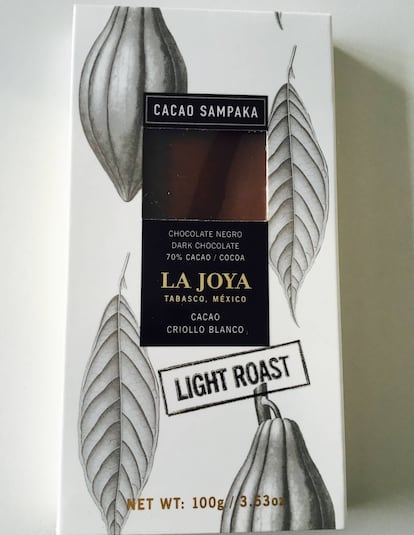 CACAO SAMPAKA
CHOCOLATE NEGRO
DARK CHOCOLATE
70% CACAO / COCOA
LA JOYA
TABASCO, MÉXICO
CACAO
CRIOLLO BLANCO
LIGHT ROAST
NET WT: 100g / 3.53oz